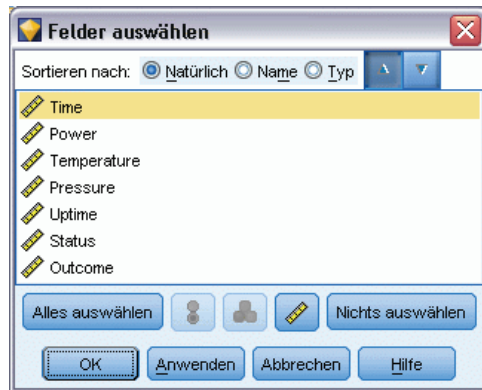 Felder auswählen
Sortieren nach: Natürlich Name Typ
Time
Power
Temperature
Pressure
Uptime
Status
Outcome
Alles auswählen Nichts auswählen
OK Anwenden Abbrechen Hilfe